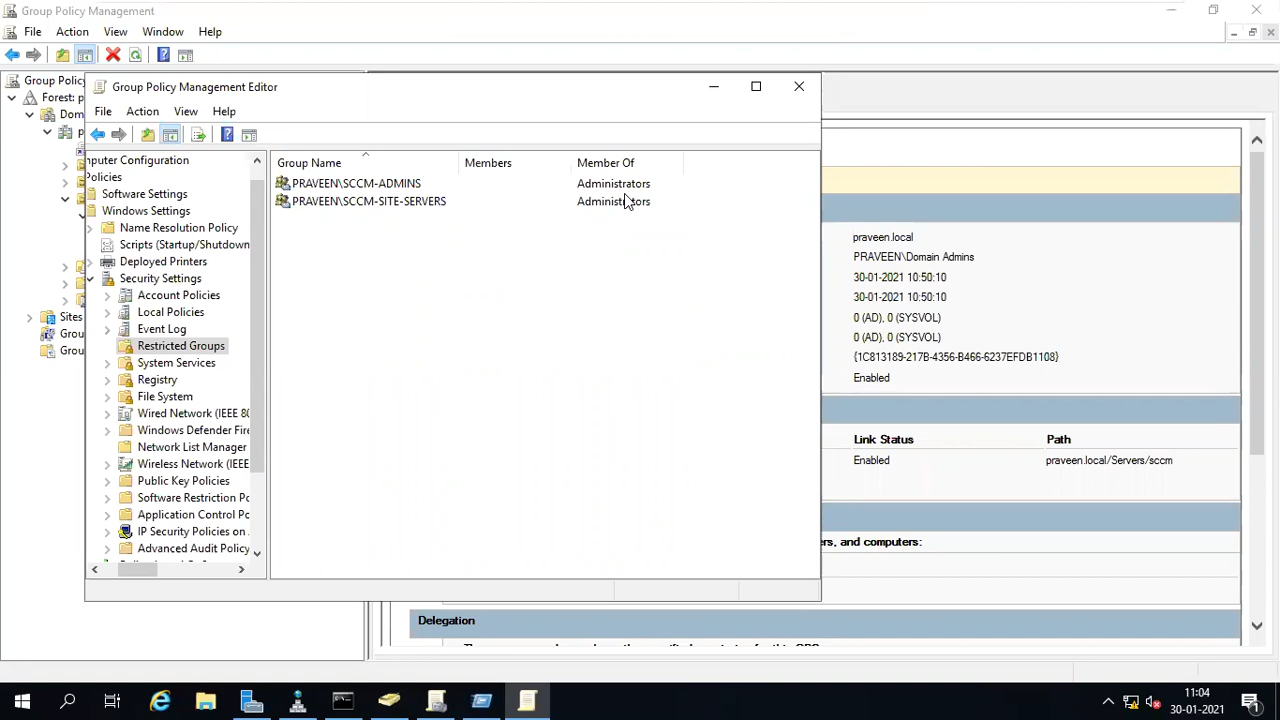 Group Policy Management
File Action View Window Help
Group Policy
Forest: p
Dom
p
Sites
Grou
Grou
Group Policy Management Editor
File Action View Help
mputer Configuration
Policies
Software Settings
Windows Settings
Name Resolution Policy
Scripts (Startup/Shutdown
Deployed Printers
Security Settings
Account Policies
Local Policies
Event Log
Restricted Groups
System Services
Registry
File System
Wired Network (IEEE 80
Windows Defender Fire
Network List Manager
Wireless Network (IEEE
Public Key Policies
Software Restriction Po
Application Control Po
IP Security Policies on
Advanced Audit Policy
Group Name Members Member Of
PRAVEEN\SCCM-ADMINS Administrators
PRAVEEN\SCCM-SITE-SERVERS Administrators
praveen.local
PRAVEEN\Domain Admins
30-01-2021 10:50:10
30-01-2021 10:50:10
0 (AD), 0 (SYSVOL)
0 (AD), 0 (SYSVOL)
{1C813189-217B-4356-B466-6237EFDB1108}
Enabled
Link Status Path
Enabled praveen.local/Servers/sccm
ers, and computers:
Delegation
11:04
30-01-2021
1